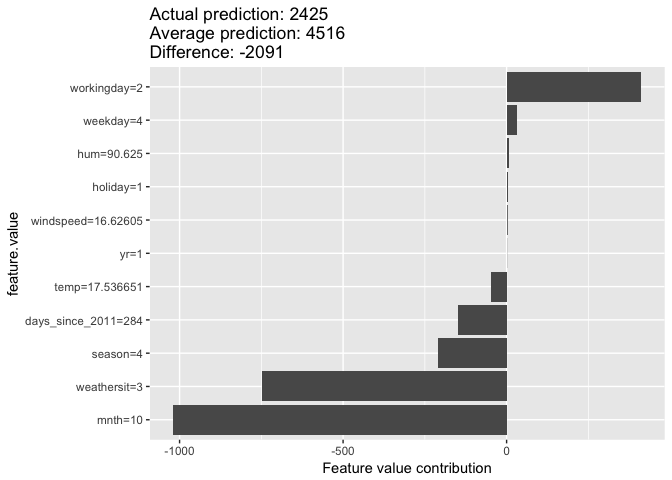 Actual prediction: 2425
Average prediction: 4516
Difference: -2091
workingday=2
weekday=4
hum=90.625
holiday=1
windspeed=16.62605
yr=1
temp=17.536651
days_since_2011=284
season=4
weathersit=3
mnth=10
feature.value
-1000
-500
0
Feature value contribution